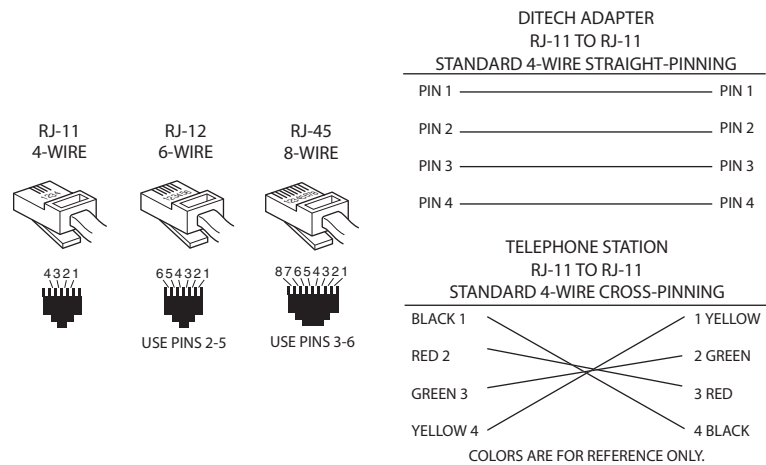 DITECH ADAPTER
RJ-11 TO RJ-11
STANDARD 4-WIRE STRAIGHT-PINNING
PIN 1 PIN 1
PIN 2 PIN 2
PIN 3 PIN 3
PIN 4 PIN 4
RJ-11
4-WIRE
1234
4321
RJ-12
6-WIRE
123456
654321
USE PINS 2-5
RJ-45
8-WIRE
12345678
87654321
USE PINS 3-6
TELEPHONE STATION
RJ-11 TO RJ-11
STANDARD 4-WIRE CROSS-PINNING
BLACK 1 1 YELLOW
RED 2 2 GREEN
GREEN 3 3 RED
YELLOW 4 4 BLACK
COLORS ARE FOR REFERENCE ONLY.